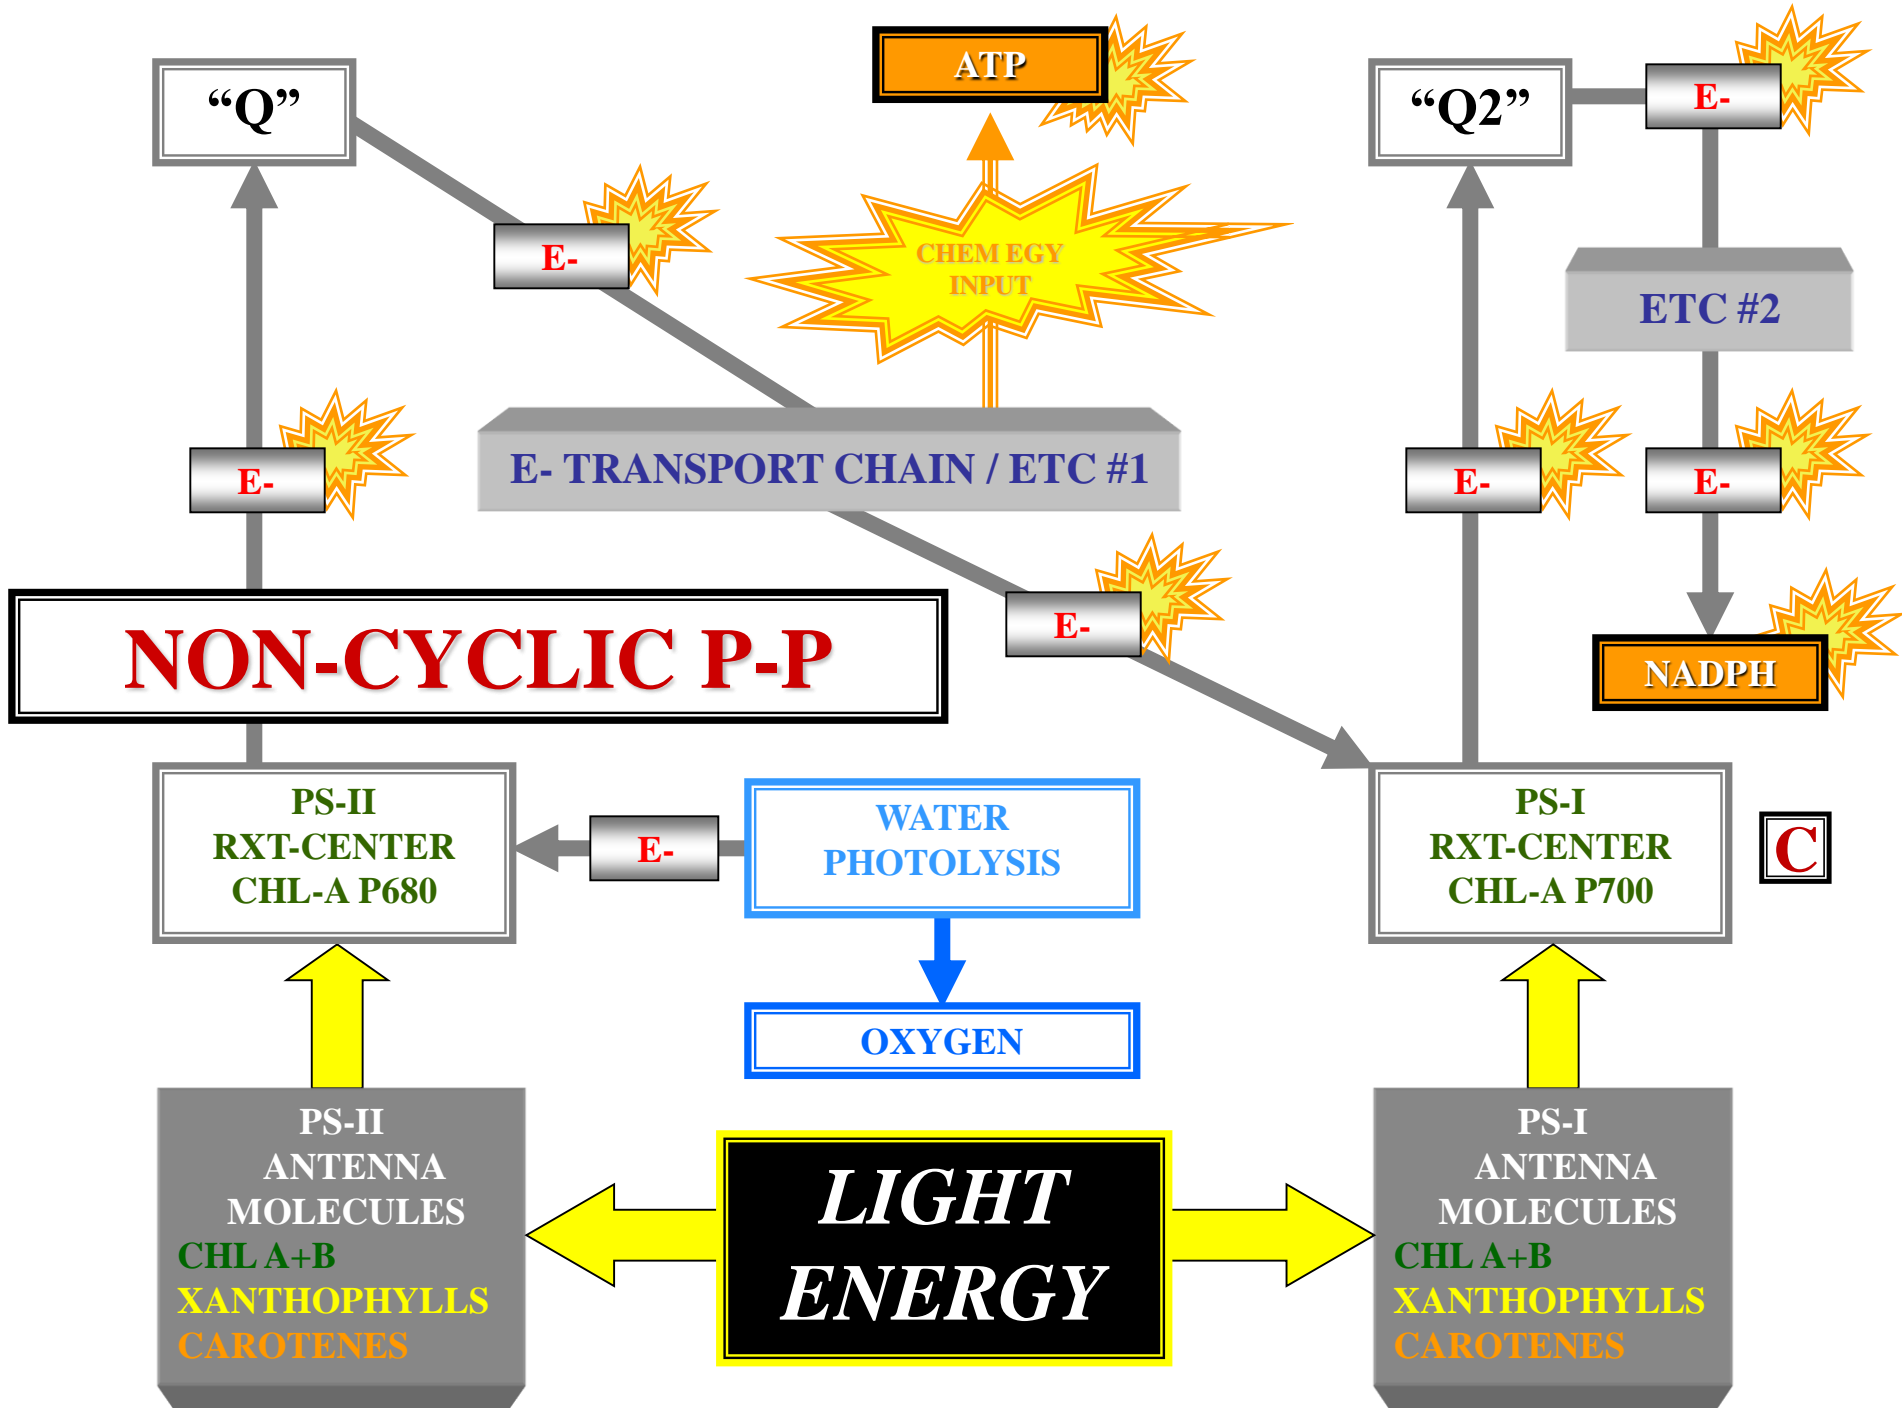 ATP
“Q”
“Q2”
E-
E-
CHEM EGY
INPUT
ETC #2
E- TRANSPORT CHAIN / ETC #1
E-
E-
E-
E-
NON-CYCLIC P-P
NADPH
PS-II
RXT-CENTER
CHL-A P680
E-
WATER
PHOTOLYSIS
PS-I
RXT-CENTER
CHL-A P700
C
OXYGEN
PS-II
ANTENNA
MOLECULES
CHL A+B
XANTHOPHYLLS
CAROTENES
LIGHT
ENERGY
PS-I
ANTENNA
MOLECULES
CHL A+B
XANTHOPHYLLS
CAROTENES